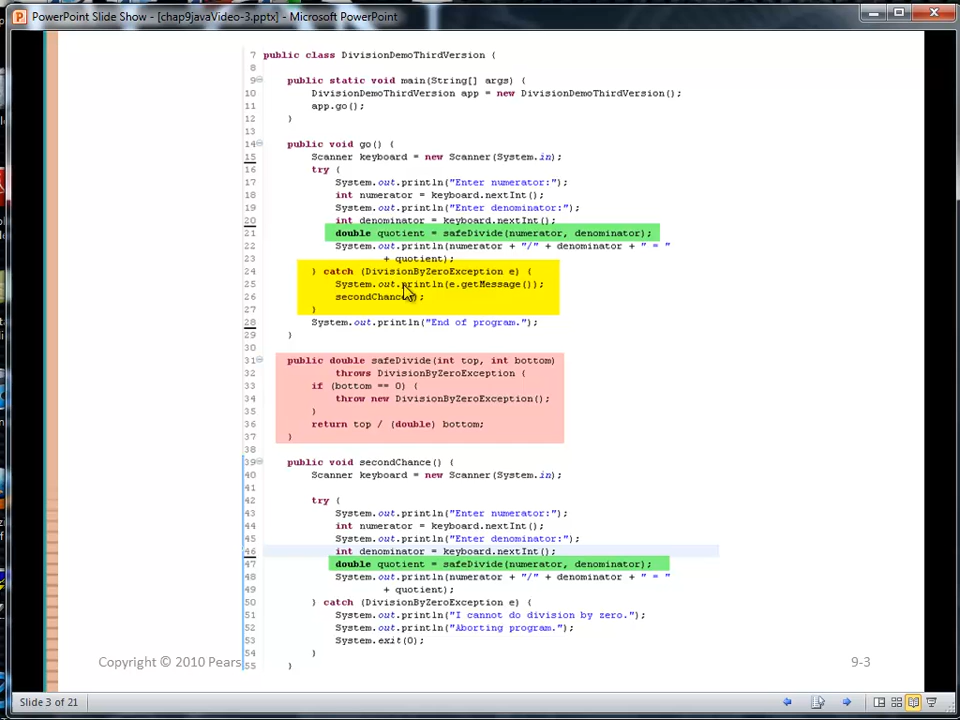 PowerPoint Slide Show - [chap9javaVideo-3.pptx] - Microsoft PowerPoint
7 public class DivisionDemoThirdVersion {
8
9 public static void main(String[] args) {
10 DivisionDemoThirdVersion app = new DivisionDemoThirdVersion();
11 app.go();
12 }
13
14 public void go() {
15 Scanner keyboard = new Scanner(System.in);
16 try {
17 System.out.println("Enter numerator:");
18 int numerator = keyboard.nextInt();
19 System.out.println("Enter denominator:");
20 int denominator = keyboard.nextInt();
21 double quotient = safeDivide(numerator, denominator);
22 System.out.println(numerator + "/" + denominator + " = "
23 + quotient);
24 } catch (DivisionByZeroException e) {
25 System.out.println(e.getMessage());
26 secondChance();
27 }
28 System.out.println("End of program.");
29 }
30
31 public double safeDivide(int top, int bottom)
32 throws DivisionByZeroException {
33 if (bottom == 0) {
34 throw new DivisionByZeroException();
35 }
36 return top / (double) bottom;
37 }
38
39 public void secondChance() {
40 Scanner keyboard = new Scanner(System.in);
41
42 try {
43 System.out.println("Enter numerator:");
44 int numerator = keyboard.nextInt();
45 System.out.println("Enter denominator:");
46 int denominator = keyboard.nextInt();
47 double quotient = safeDivide(numerator, denominator);
48 System.out.println(numerator + "/" + denominator + " = "
49 + quotient);
50 } catch (DivisionByZeroException e) {
51 System.out.println("I cannot do division by zero.");
52 System.out.println("Aborting program.");
53 System.exit(0);
54 }
55 }
Copyright © 2010 Pears
9-3
Slide 3 of 21